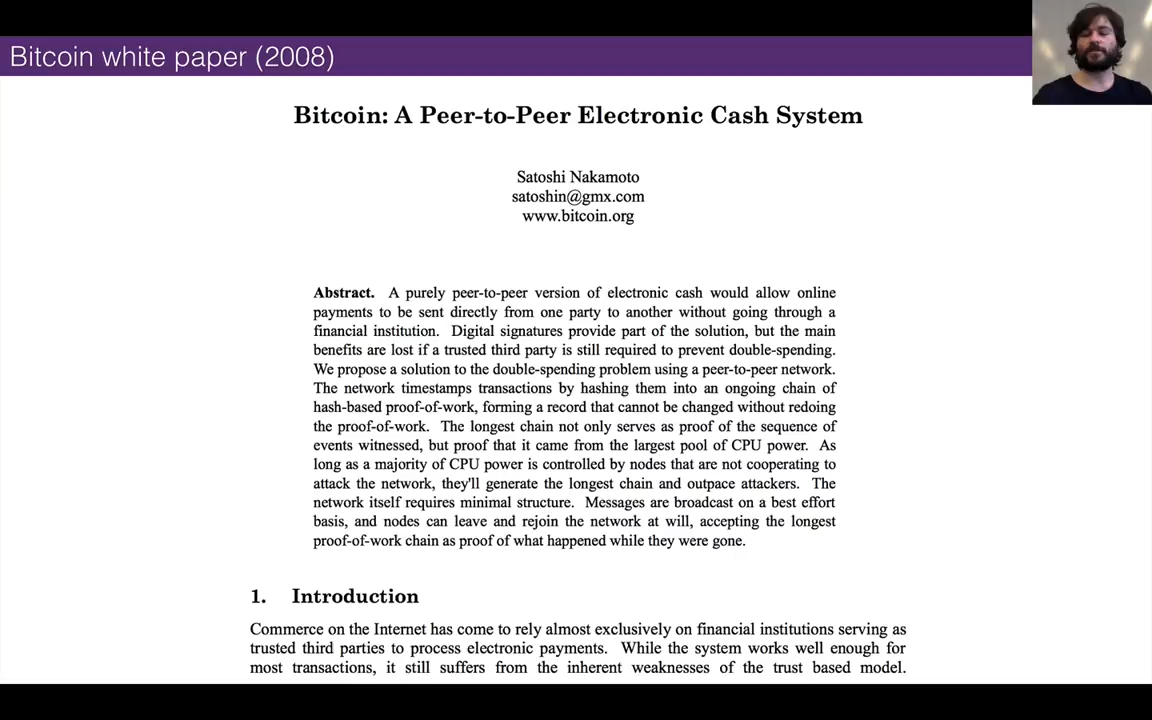 Bitcoin white paper (2008)
Bitcoin: A Peer-to-Peer Electronic Cash System
Satoshi Nakamoto
satoshin@gmx.com
www.bitcoin.org
Abstract. A purely peer-to-peer version of electronic cash would allow online
payments to be sent directly from one party to another without going through a
financial institution. Digital signatures provide part of the solution, but the main
benefits are lost if a trusted third party is still required to prevent double-spending.
We propose a solution to the double-spending problem using a peer-to-peer network.
The network timestamps transactions by hashing them into an ongoing chain of
hash-based proof-of-work, forming a record that cannot be changed without redoing
the proof-of-work. The longest chain not only serves as proof of the sequence of
events witnessed, but proof that it came from the largest pool of CPU power. As
long as a majority of CPU power is controlled by nodes that are not cooperating to
attack the network, they'll generate the longest chain and outpace attackers. The
network itself requires minimal structure. Messages are broadcast on a best effort
basis, and nodes can leave and rejoin the network at will, accepting the longest
proof-of-work chain as proof of what happened while they were gone.
1. Introduction
Commerce on the Internet has come to rely almost exclusively on financial institutions serving as
trusted third parties to process electronic payments. While the system works well enough for
most transactions, it still suffers from the inherent weaknesses of the trust based model.